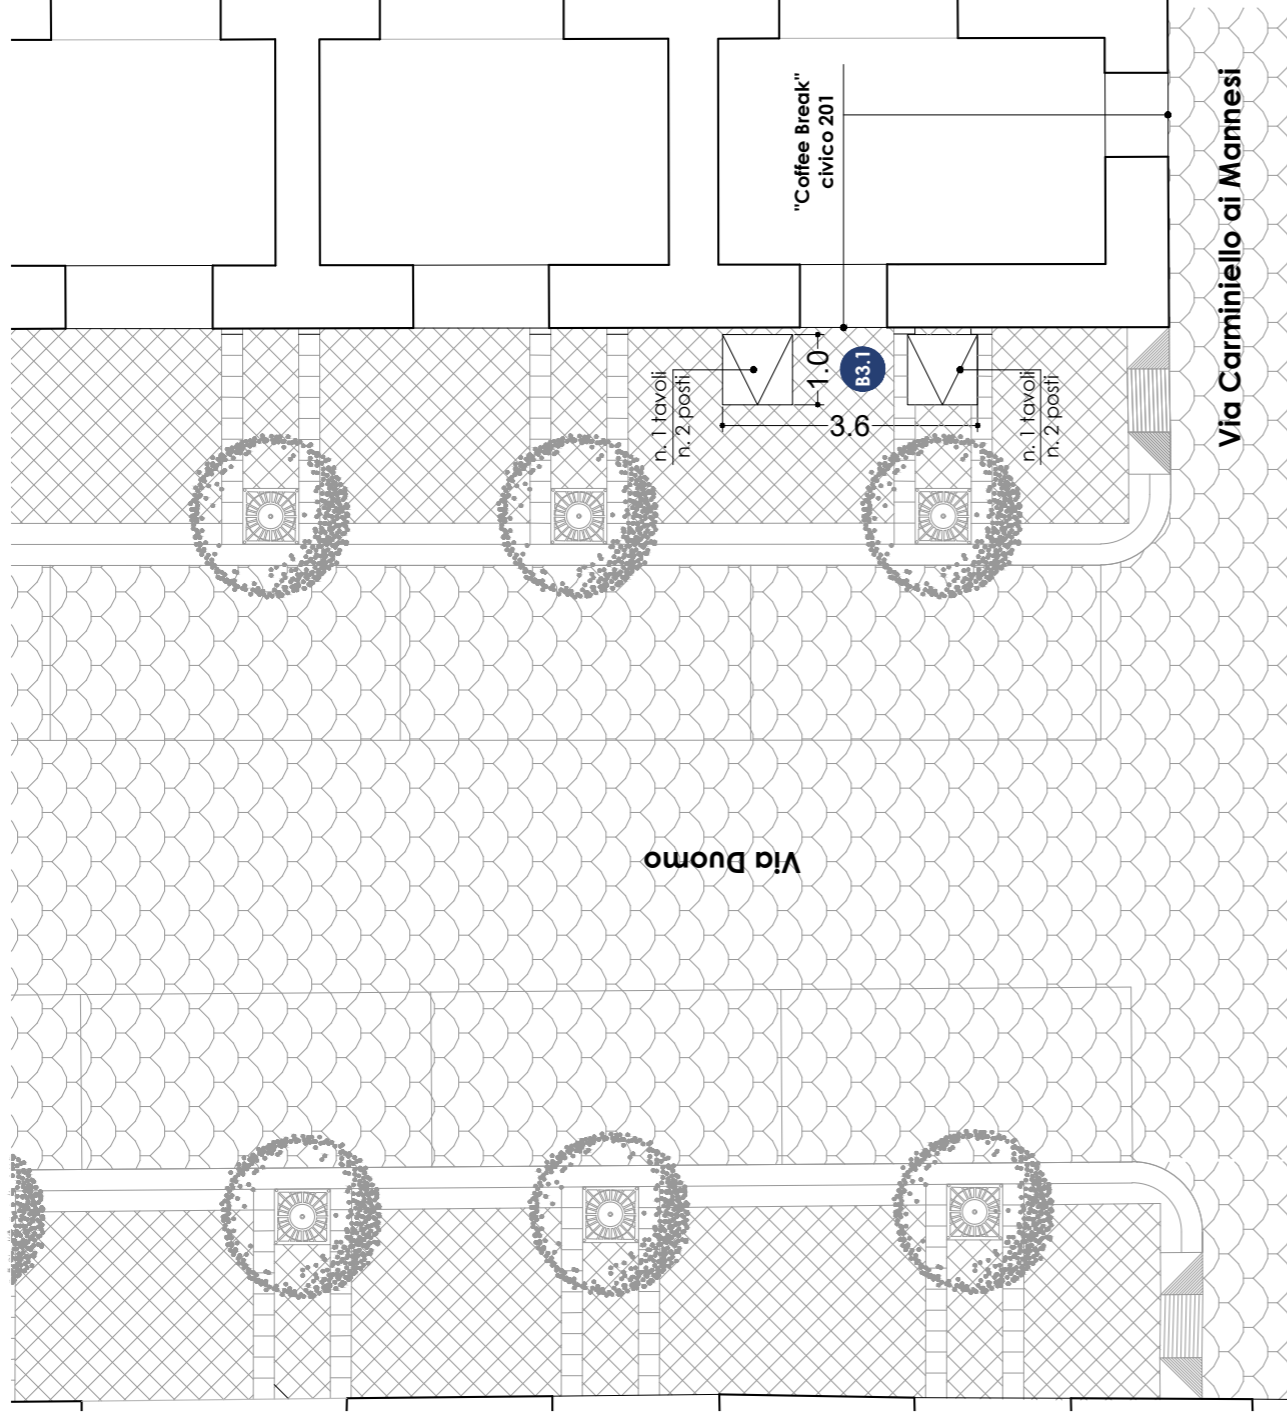 "Coffee Break"
civico 201
Via Carminiello ai Mannesi
n. 1 tavoli
n. 2 posti
1.0
B3.1
3.6
n. 1 tavoli
n. 2 posti
Via Duomo